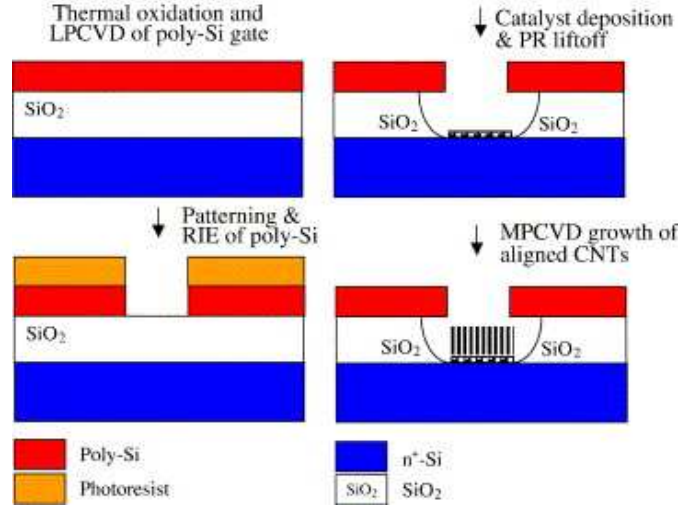 Thermal oxidation and
LPCVD of poly-Si gate
SiO₂
Patterning &
RIE of poly-Si
SiO₂
Catalyst deposition
& PR liftoff
SiO₂ SiO₂
MPCVD growth of
aligned CNTs
SiO₂ SiO₂
Poly-Si
Photoresist
n⁺-Si
SiO₂ SiO₂